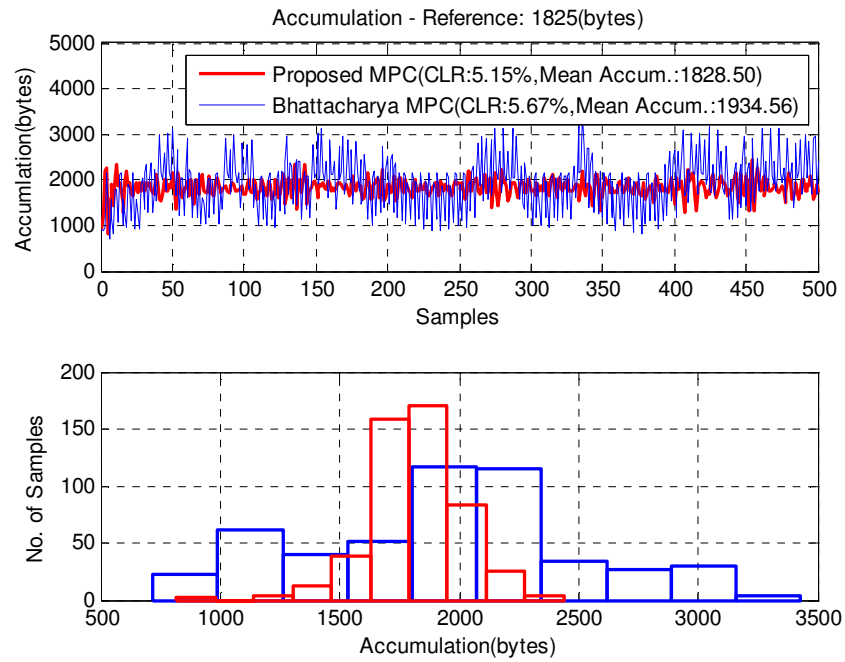 Accumulation - Reference: 1825(bytes)
5000
4000
3000
2000
1000
0
Accumlation(bytes)
Proposed MPC(CLR:5.15%,Mean Accum.:1828.50)
Bhattacharya MPC(CLR:5.67%,Mean Accum.:1934.56)
0 50 100 150 200 250 300 350 400 450 500
Samples
200
150
100
50
0
No. of Samples
500 1000 1500 2000 2500 3000 3500
Accumulation(bytes)